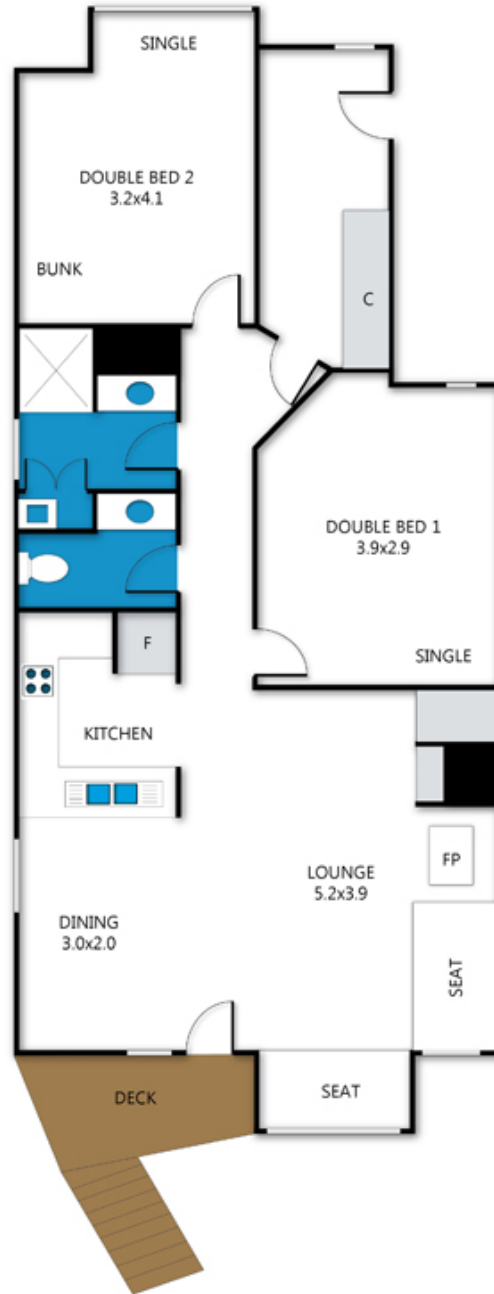 SINGLE
DOUBLE BED 2
3.2x4.1
BUNK
C
DOUBLE BED 1
3.9x2.9
SINGLE
F
KITCHEN
LOUNGE
5.2x3.9
FP
DINING
3.0x2.0
SEAT
SEAT
DECK